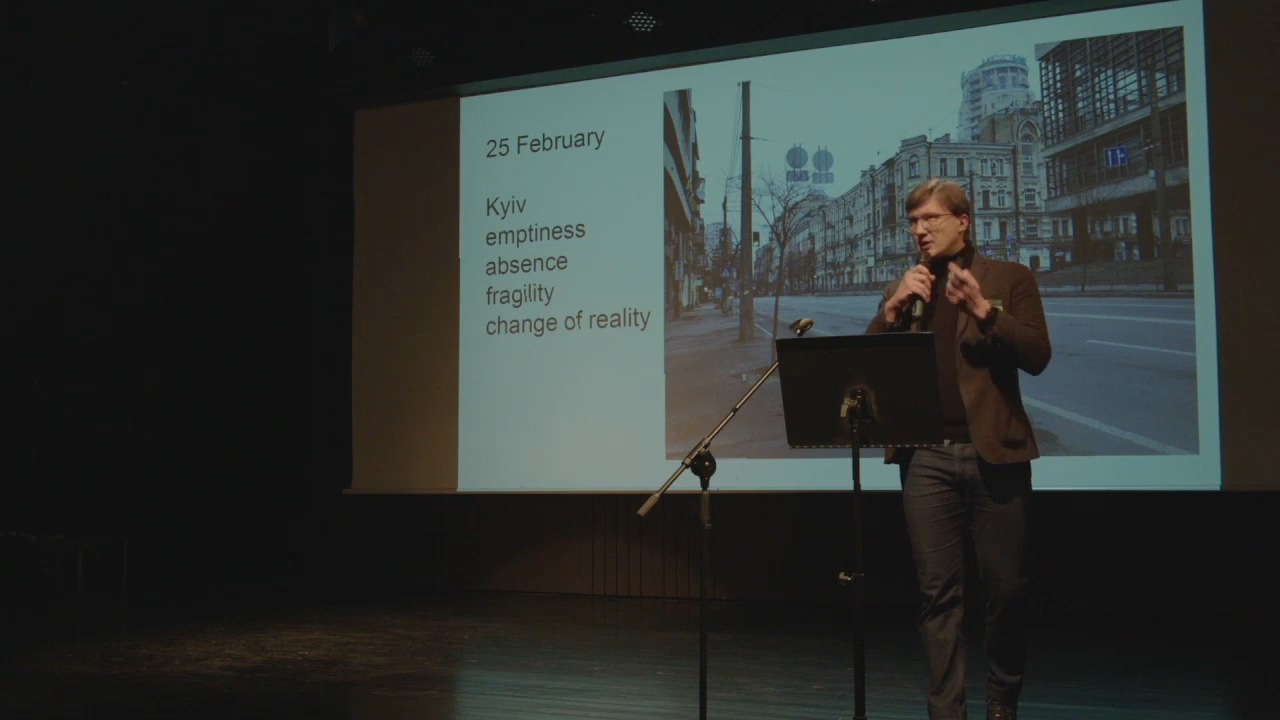 25 February
Kyiv
emptiness
absence
fragility
change of reality